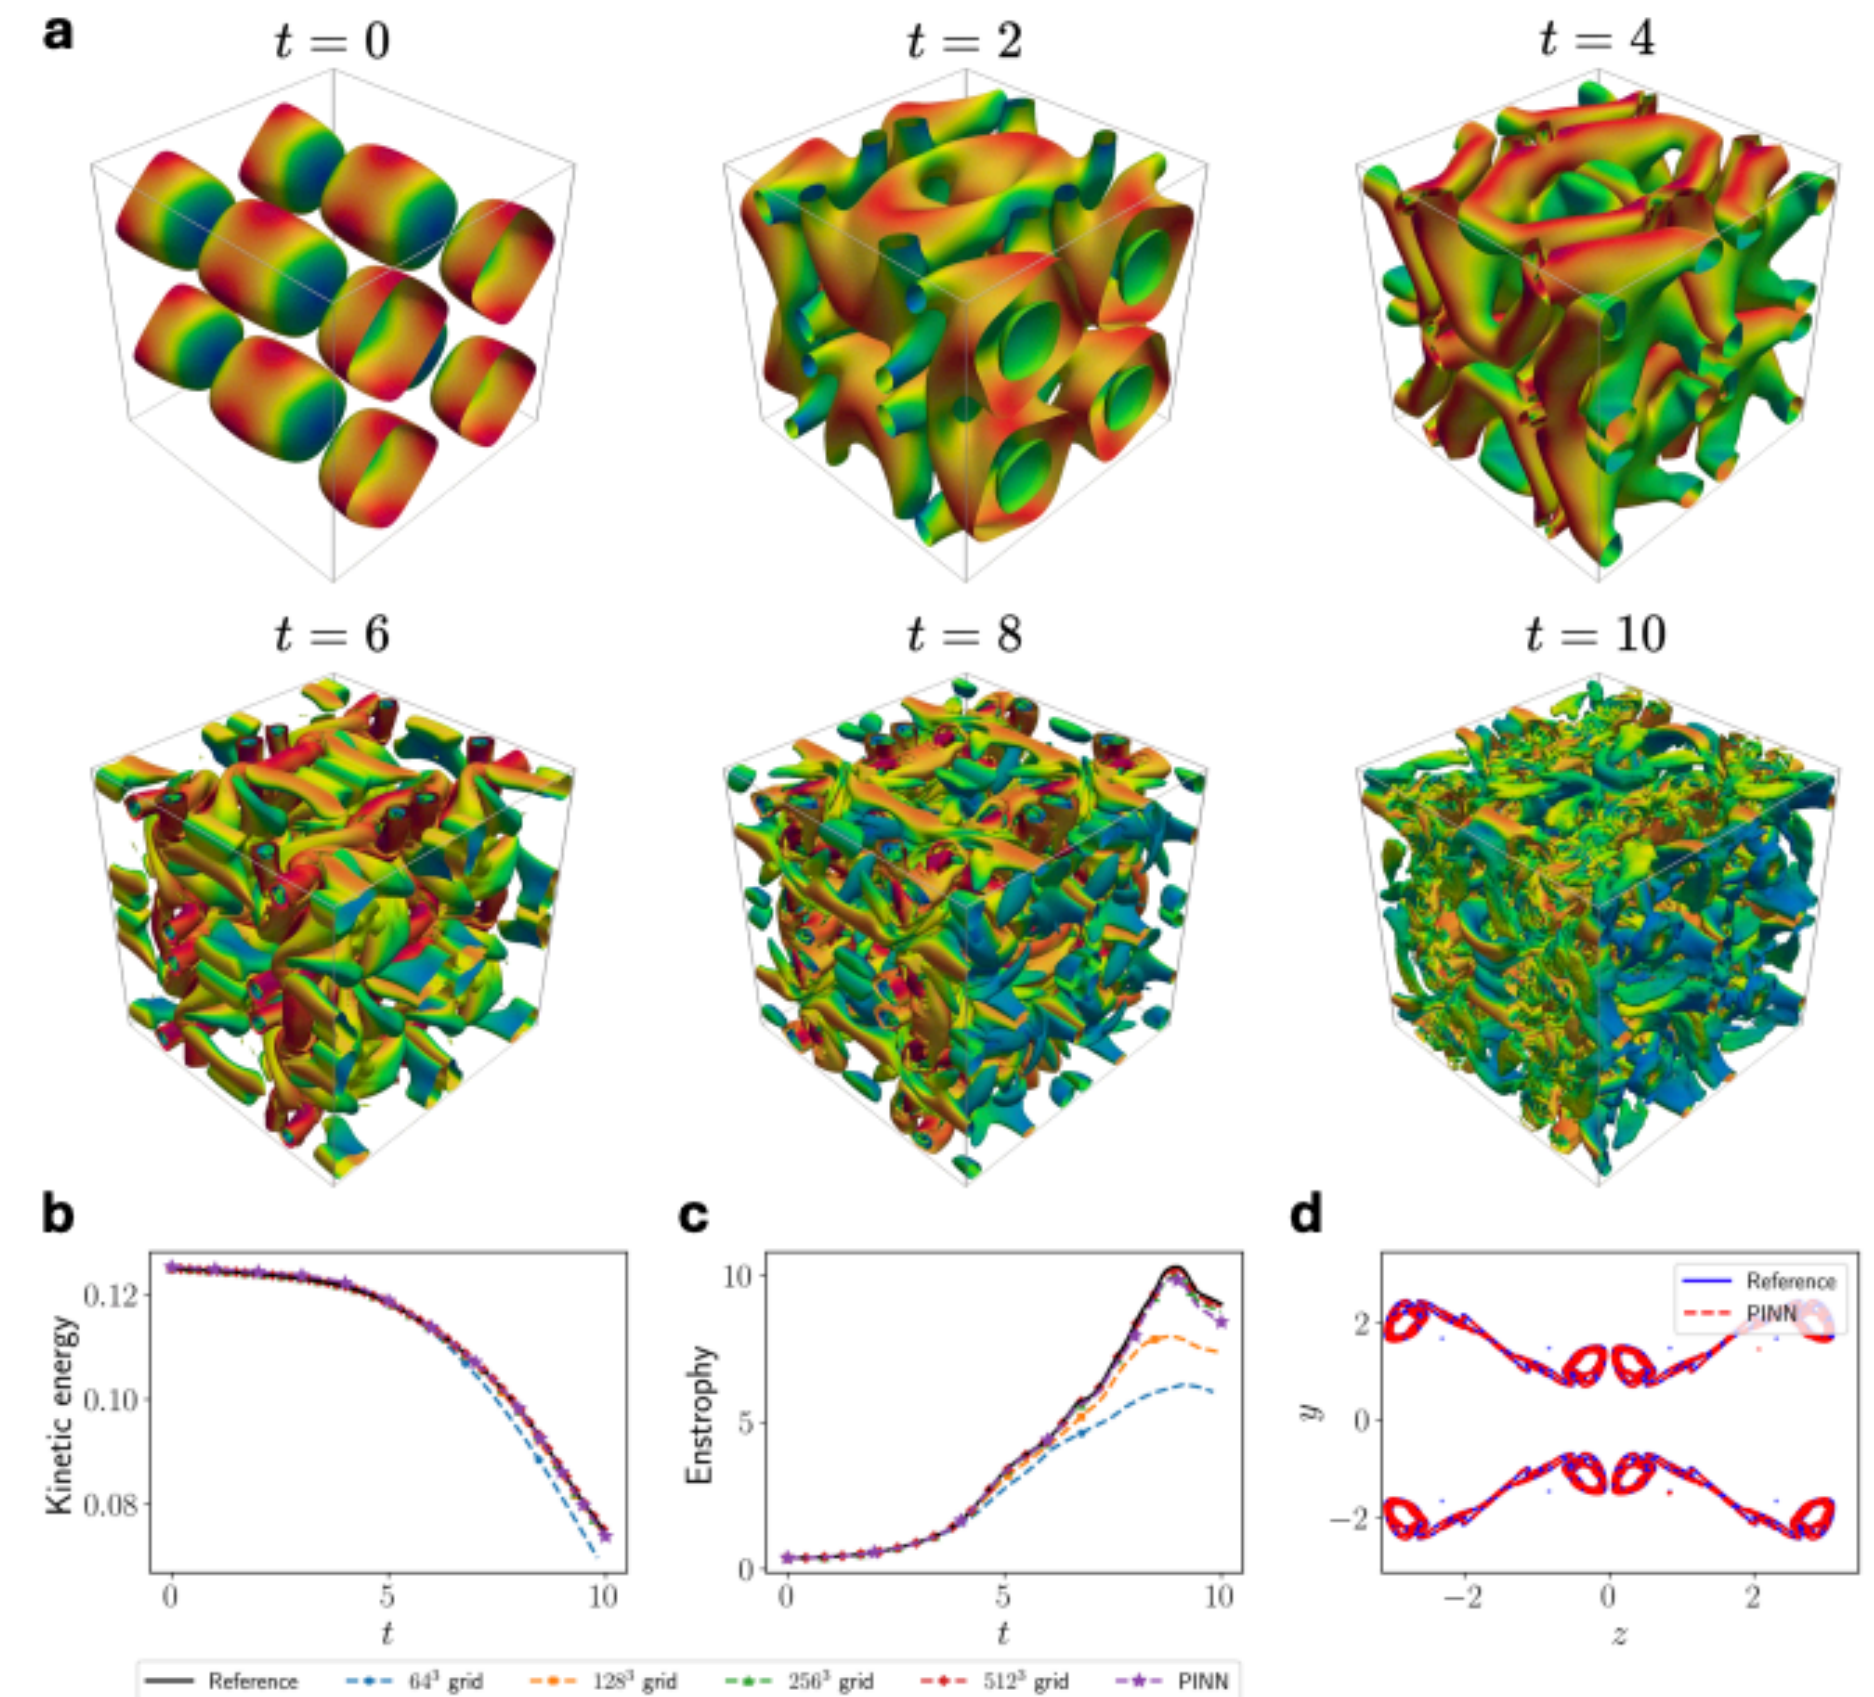 a
t = 0
t = 2
t = 4
t = 6
t = 8
t = 10
b
Kinetic energy
0.12
0.10
0.08
0
5
10
t
c
Enstrophy
10
5
0
0
5
10
t
d
Reference
PINN
y
2
0
−2
−2
0
2
z
Reference
64³ grid
128³ grid
256³ grid
512³ grid
PINN